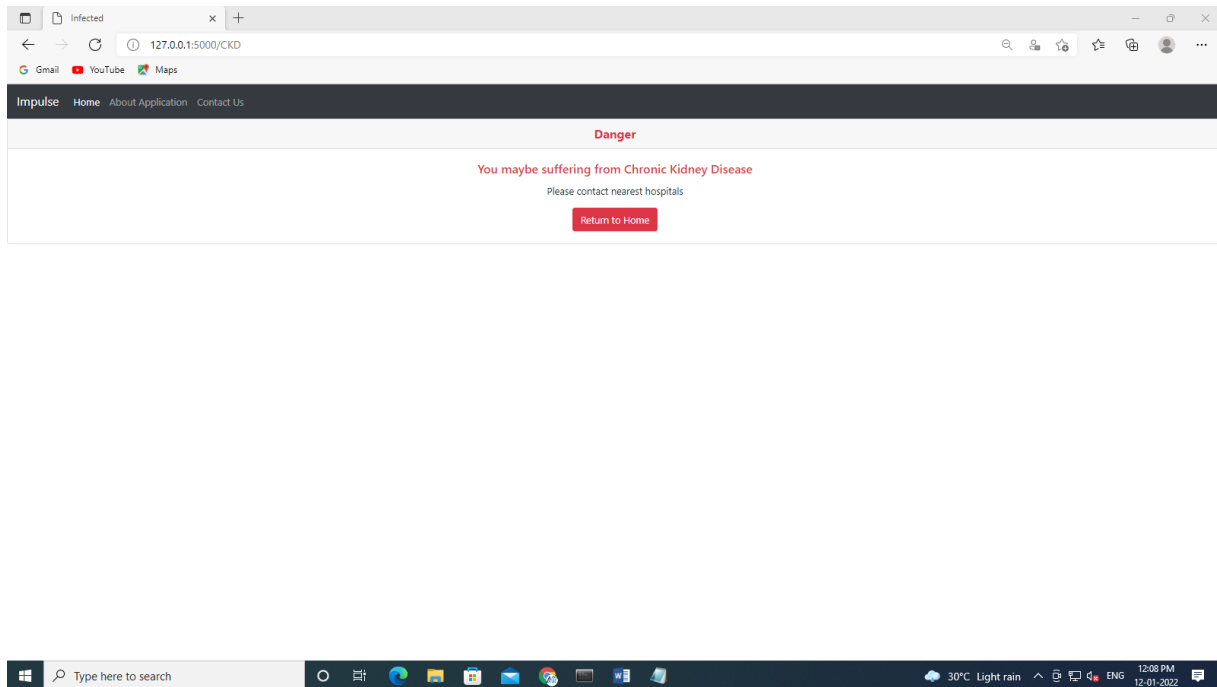 Infected
127.0.0.1:5000/CKD
Gmail YouTube Maps
Impulse Home About Application Contact Us
Danger
You maybe suffering from Chronic Kidney Disease
Please contact nearest hospitals
Return to Home
Type here to search
30°C Light rain ENG 12:08 PM
12-01-2022